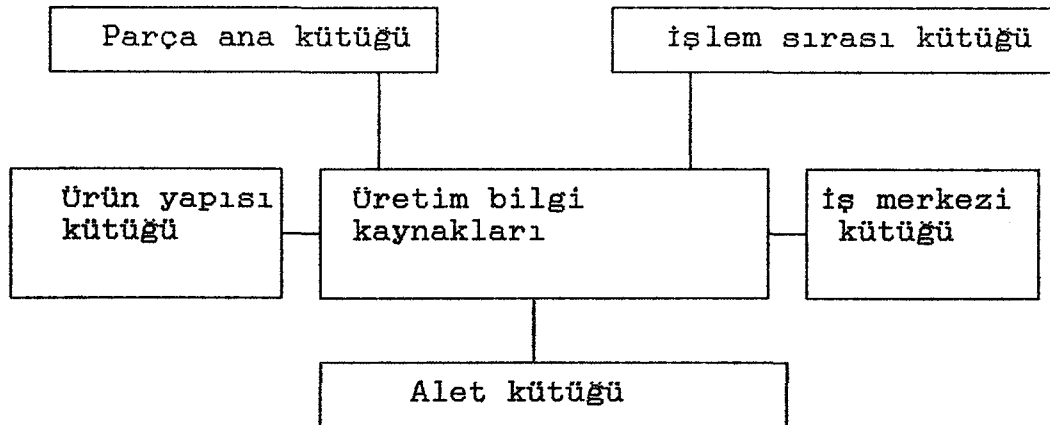 Parça ana kütüğü
İşlem sırası kütüğü
Ürün yapısı
kütüğü
Üretim bilgi
kaynakları
İş merkezi
kütüğü
Alet kütüğü